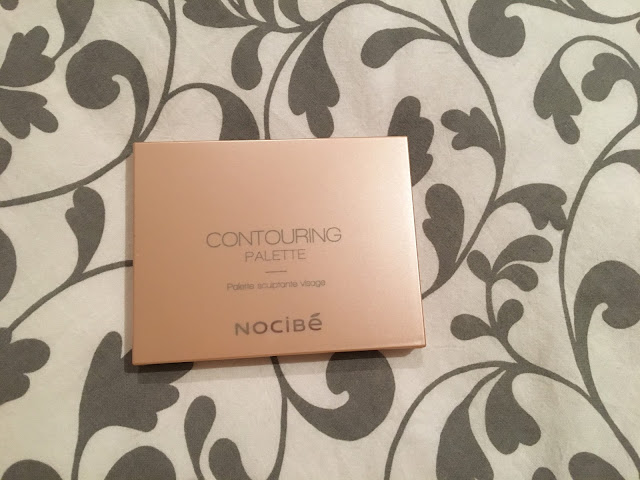 CONTOURING
PALETTE
Palette sculptante visage
NOCIBÉ